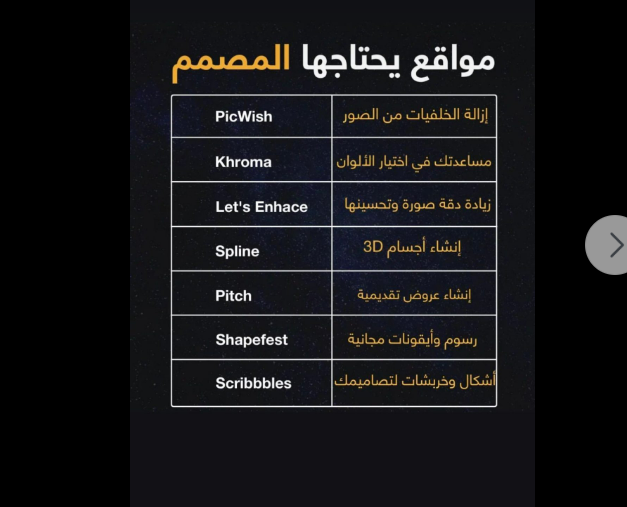 مواقع يحتاجها المصمم
إزالة الخلفيات من الصور PicWish
مساعدتك في اختيار الألوان Khroma
زيادة دقة صورة وتحسينها Let's Enhace
إنشاء أجسام 3D Spline
إنشاء عروض تقديمية Pitch
رسوم وأيقونات مجانية Shapefest
أشكال وخربشات لتصاميمك Scribbbles